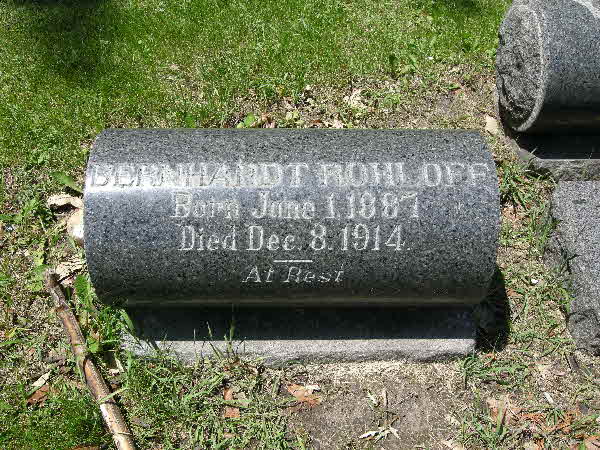 BERNHARDT ROHLOFF
Born June 1, 1887
Died Dec. 8, 1914.
At Rest